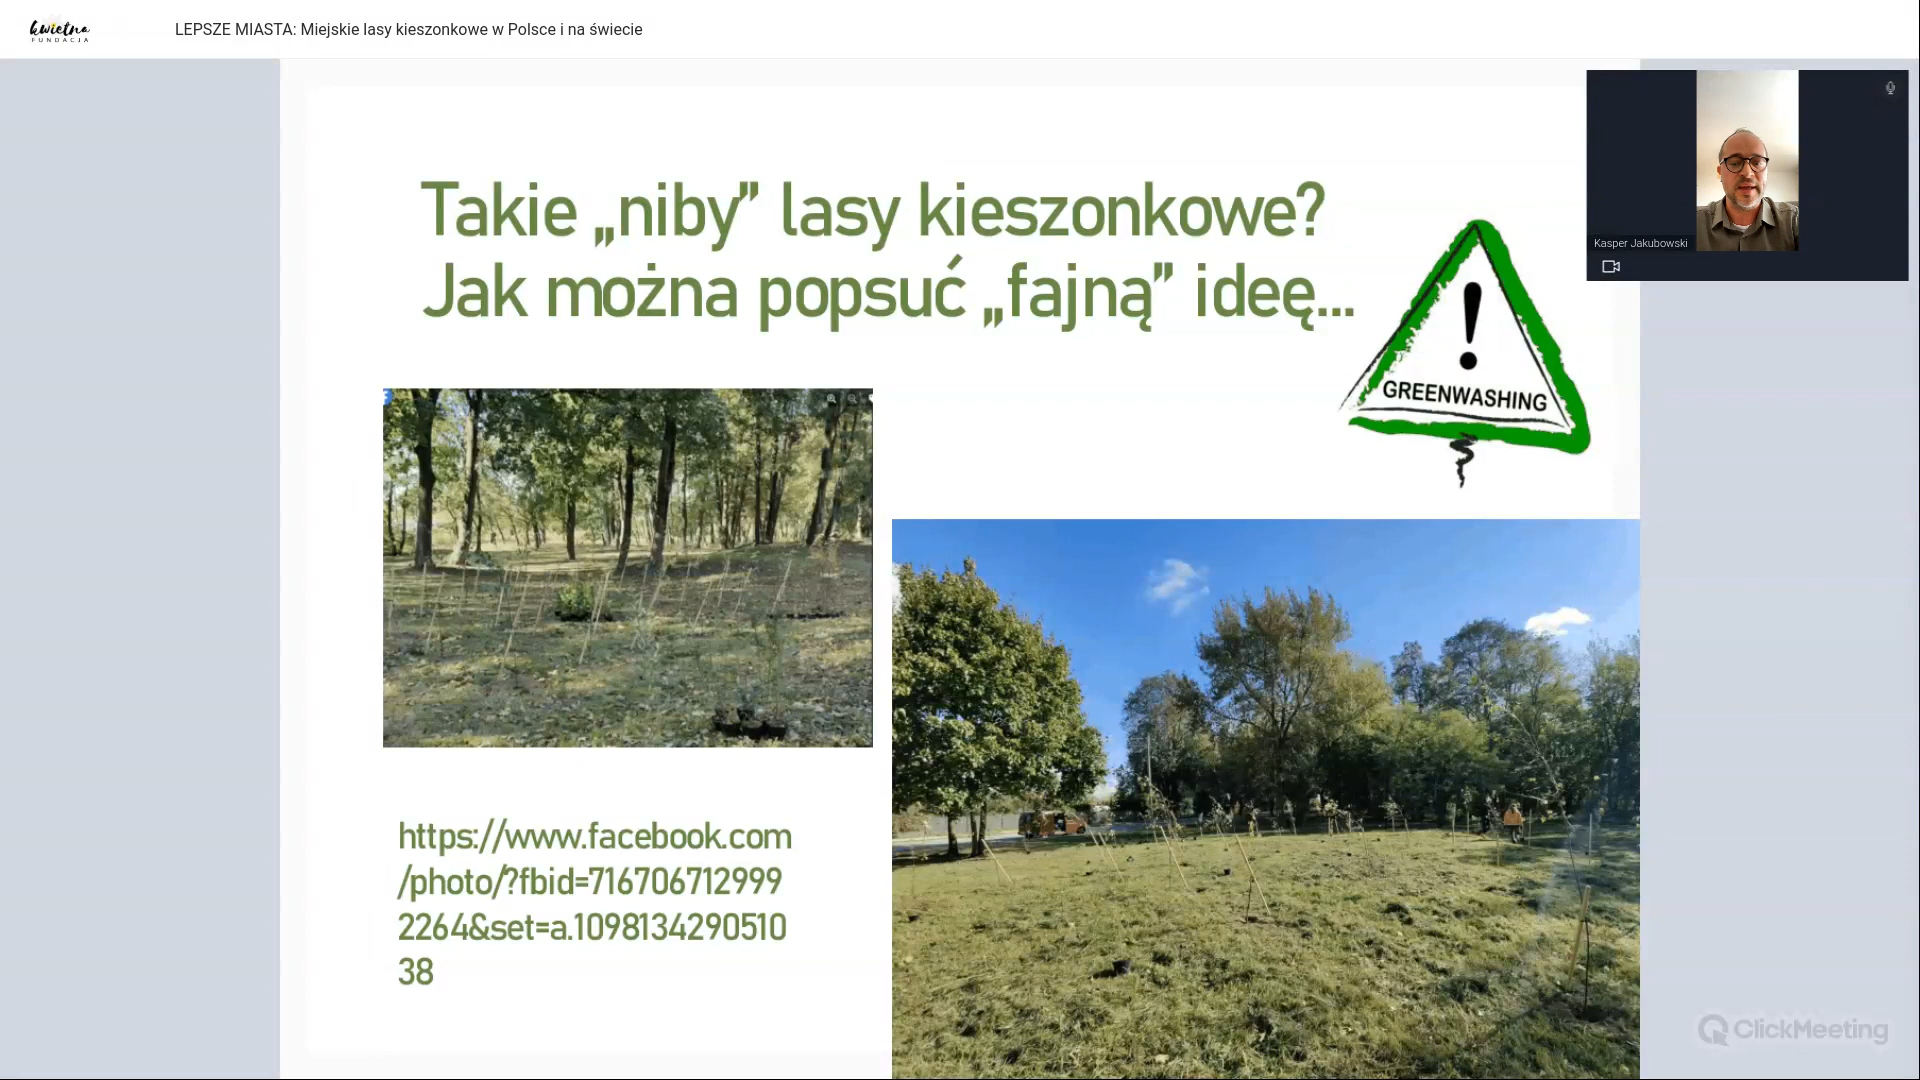 kwietna
FUNDACJA
LEPSZE MIASTA: Miejskie lasy kieszonkowe w Polsce i na świecie
Kasper Jakubowski
Takie „niby” lasy kieszonkowe?
Jak można popsuć „fajną” ideę...
!
GREENWASHING
https://www.facebook.com
/photo/?fbid=716706712999
2264&set=a.1098134290510
38
ClickMeeting